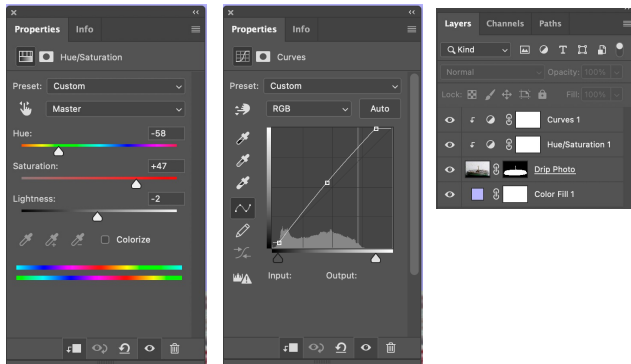 Properties Info
Hue/Saturation
Preset: Custom
Master
Hue: -58
Saturation: +47
Lightness: -2
Colorize
Properties Info
Curves
Preset: Custom
RGB Auto
Input: Output:
Layers Channels Paths
Kind
Normal Opacity: 100%
Lock: Fill: 100%
Curves 1
Hue/Saturation 1
Drip Photo
Color Fill 1